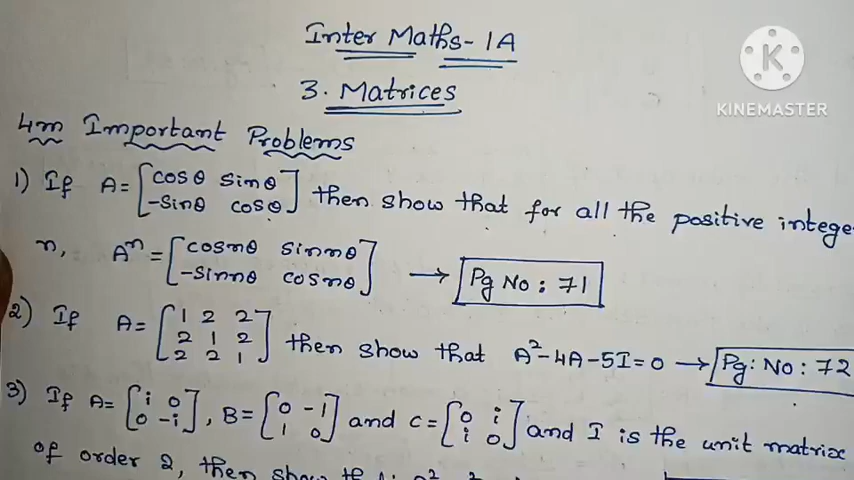 Inter Maths-1A
KINEMASTER
3. Matrices
4m Important Problems
1) If A= [cosθ sinθ
-sinθ cosθ] then show that for all the positive intege
n, Aⁿ = [cosnθ sinnθ
-sinnθ cosnθ] → Pg No: 71
2) If A= [1 2 2
2 1 2
2 2 1] then show that A²-4A-5I=0 → Pg: No: 72
3) If A= [i 0
0 -i], B= [0 -1
1 0] and C= [0 i
i 0] and I is the unit matrix
of order 2, then show